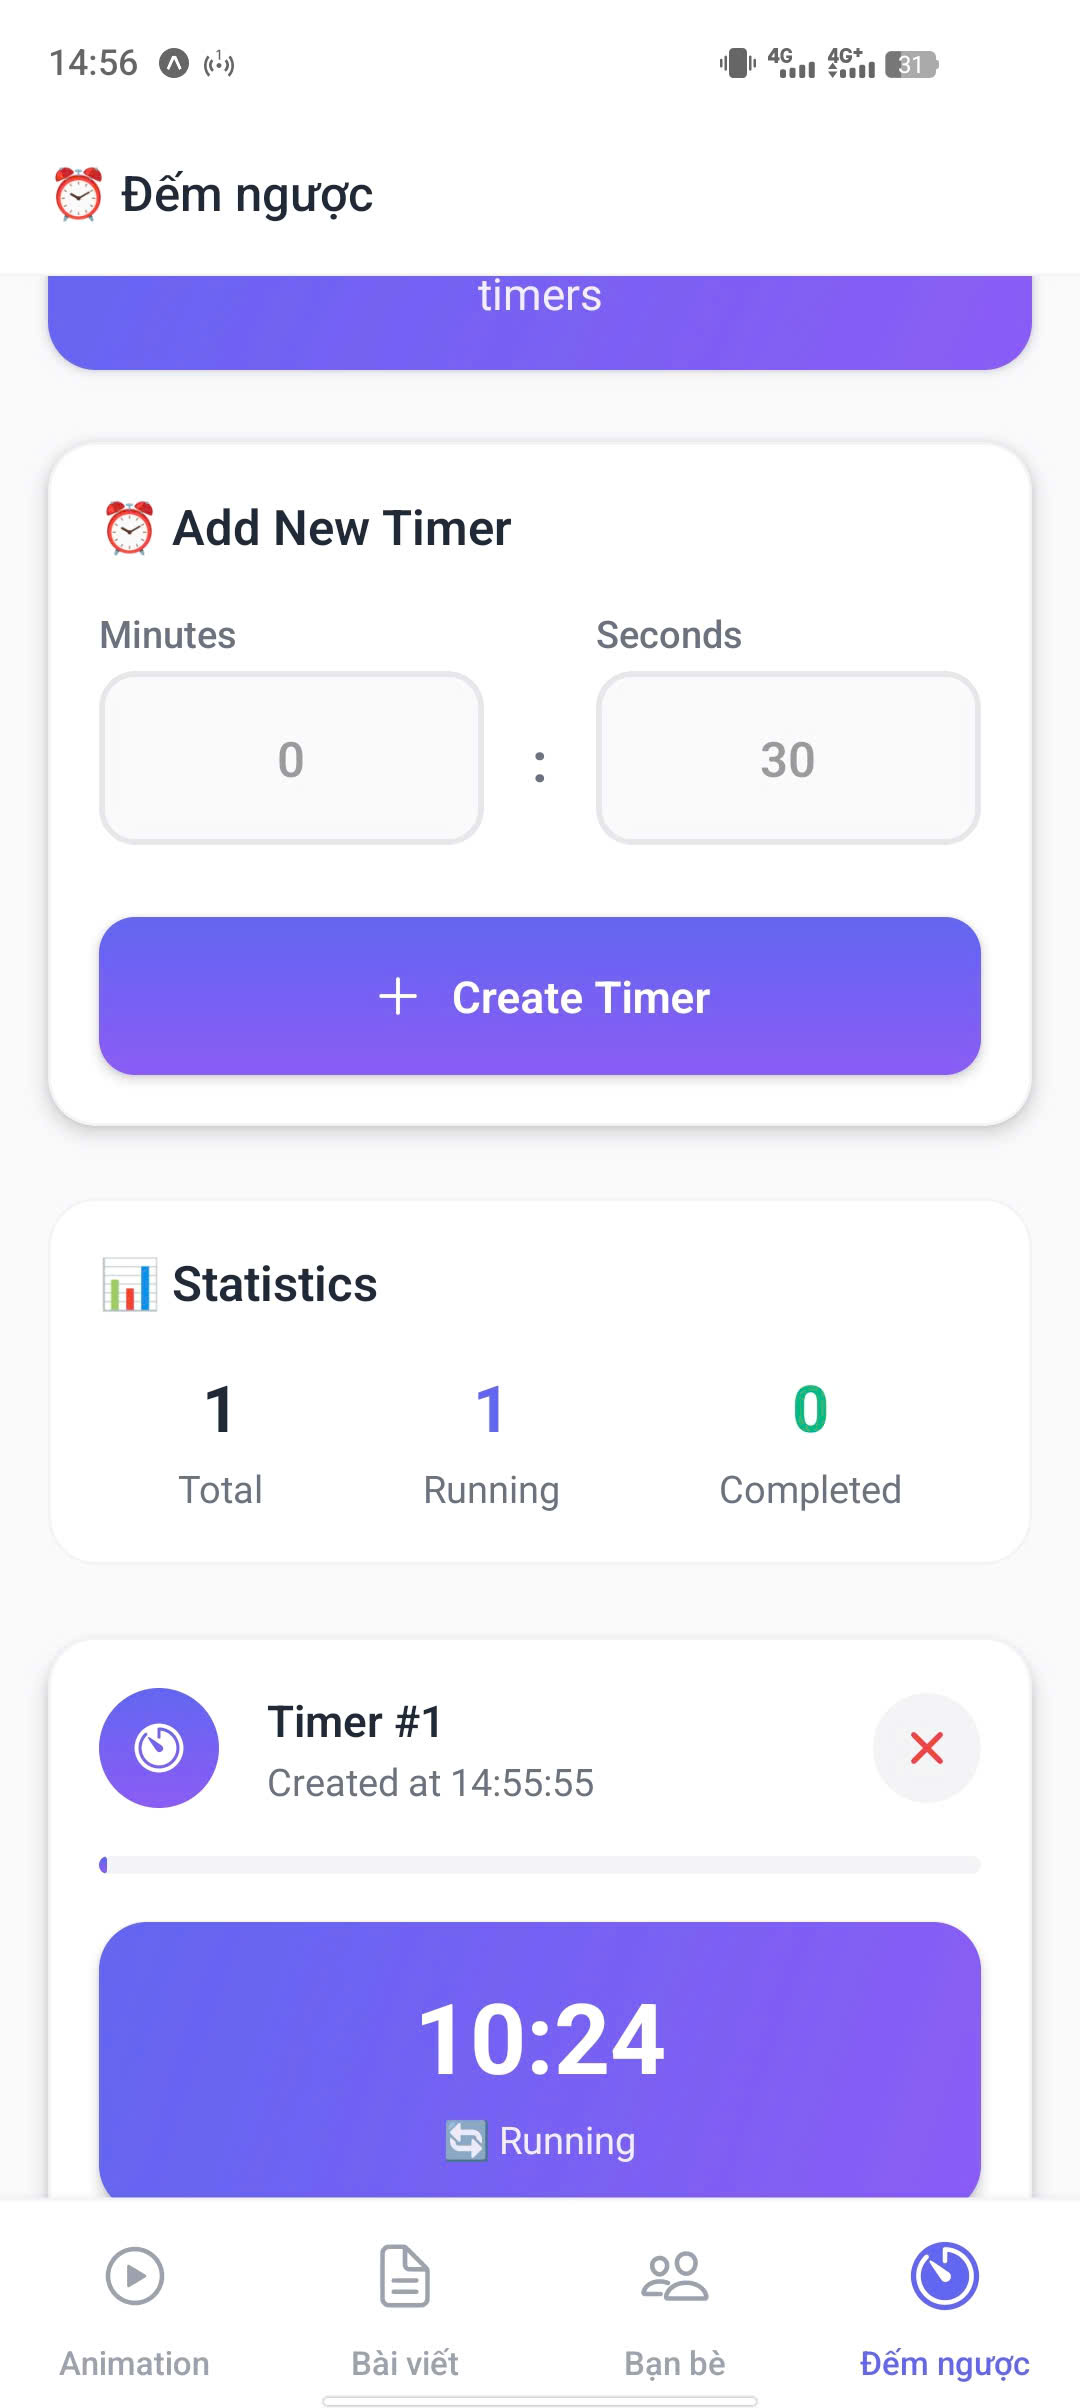 14:56 1 4G 4G+ 31
Đếm ngược
timers
Add New Timer
Minutes Seconds
0 : 30
Create Timer
Statistics
1 1 0
Total Running Completed
Timer #1
Created at 14:55:55
10:24
Running
Animation Bài viết Bạn bè Đếm ngược